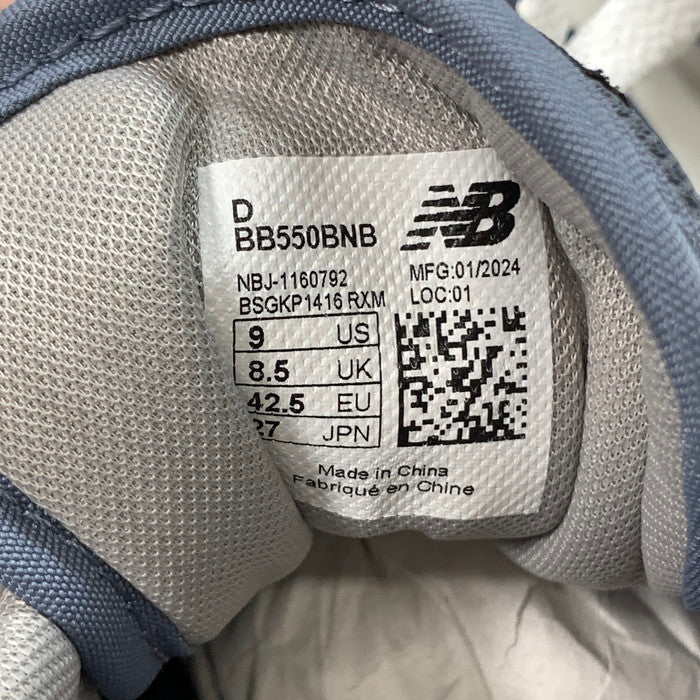 D
BB550BNB
NB
NBJ-1160792
MFG:01/2024
BSGKP1416 RXM
LOC:01
9 US
8.5 UK
42.5 EU
27 JPN
Made in China
Fabriqué en Chine